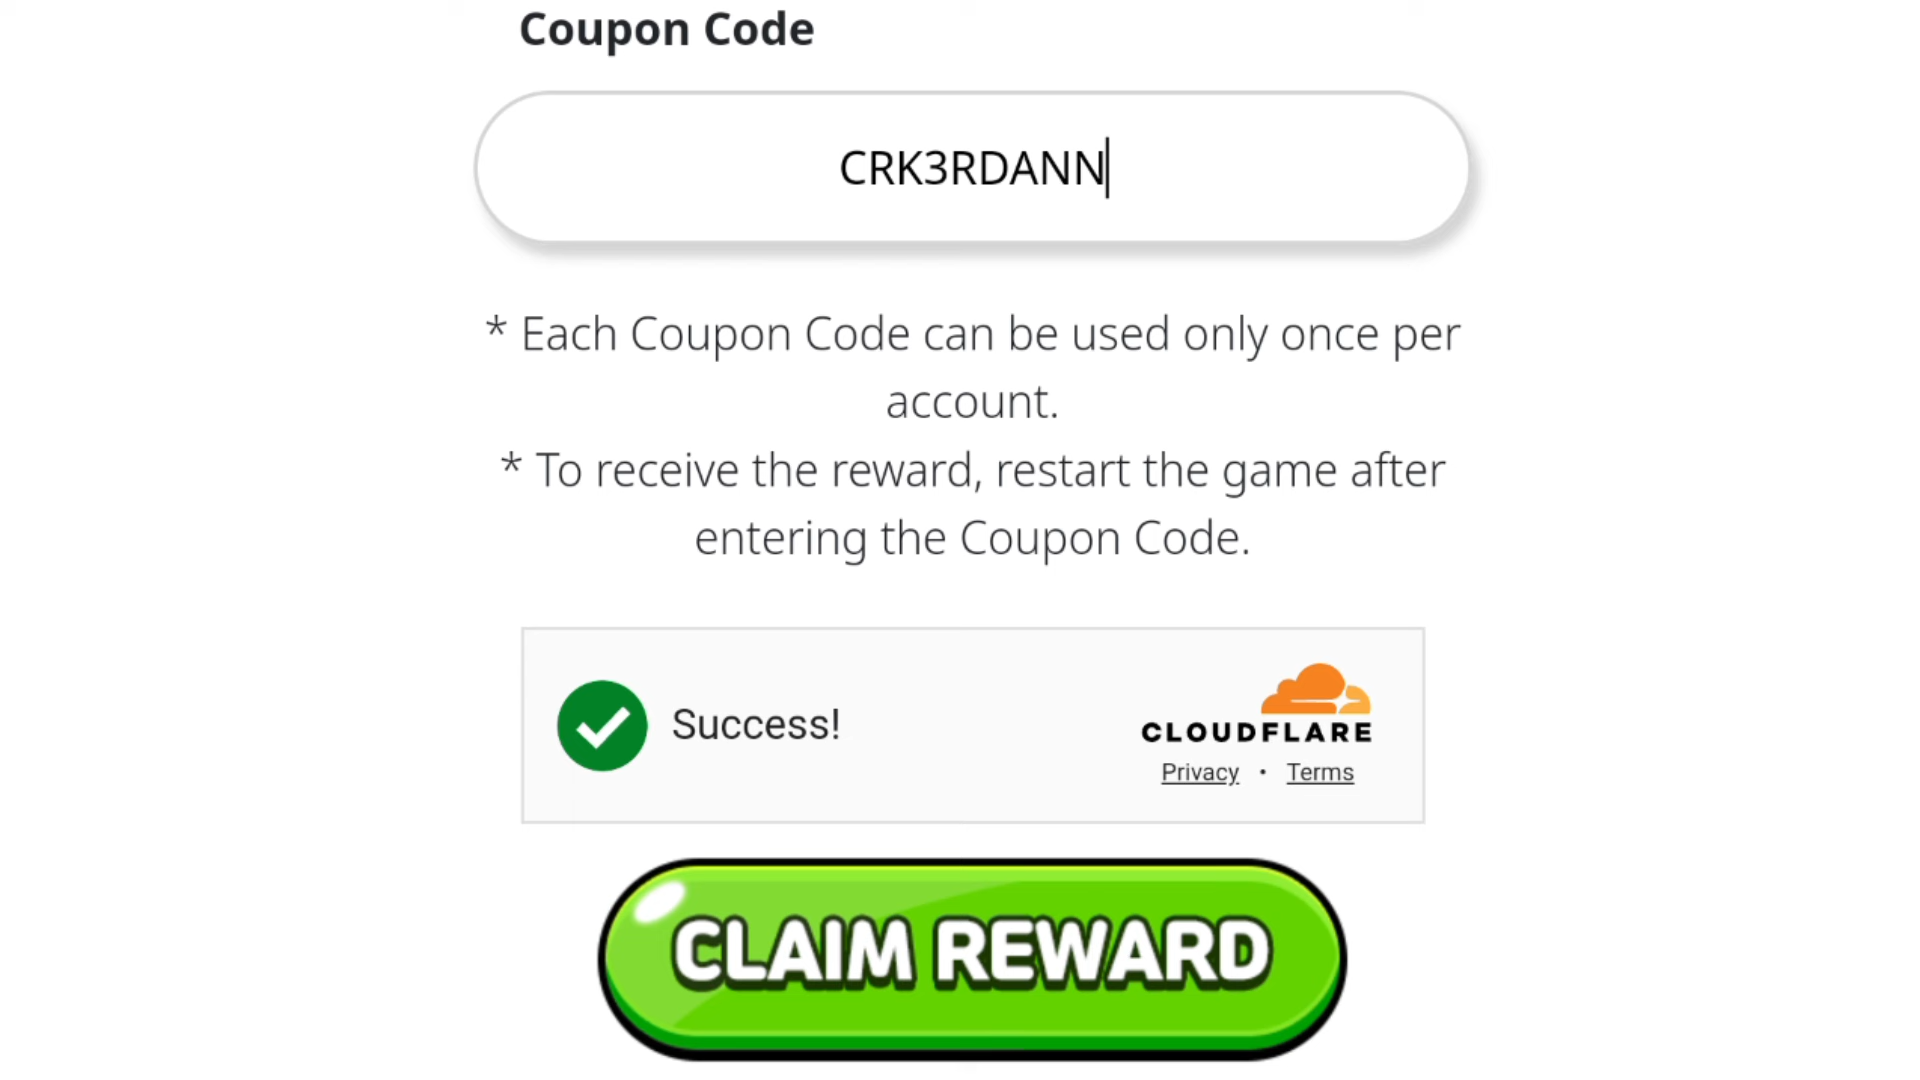 Coupon Code
CRK3RDANN
* Each Coupon Code can be used only once per
account.
* To receive the reward, restart the game after
entering the Coupon Code.
Success!
CLOUDFLARE
Privacy • Terms
CLAIM REWARD